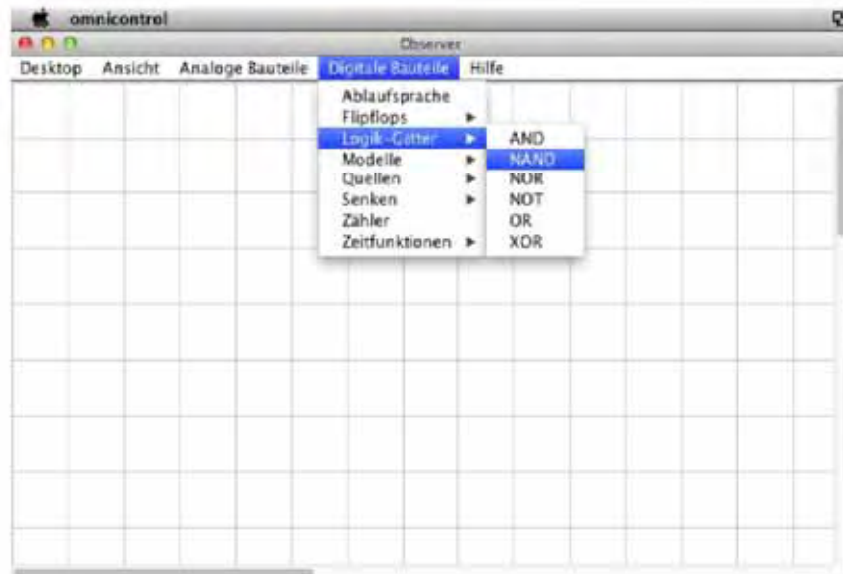 omnicontrol
Observer
Desktop Ansicht Analoge Bauteile Digitale Bauteile Hilfe
Ablaufsprache
Flipflops
Logik-Gatter
Modelle
Quellen
Senken
Zähler
Zeitfunktionen
AND
NAND
NOR
NOT
OR
XOR